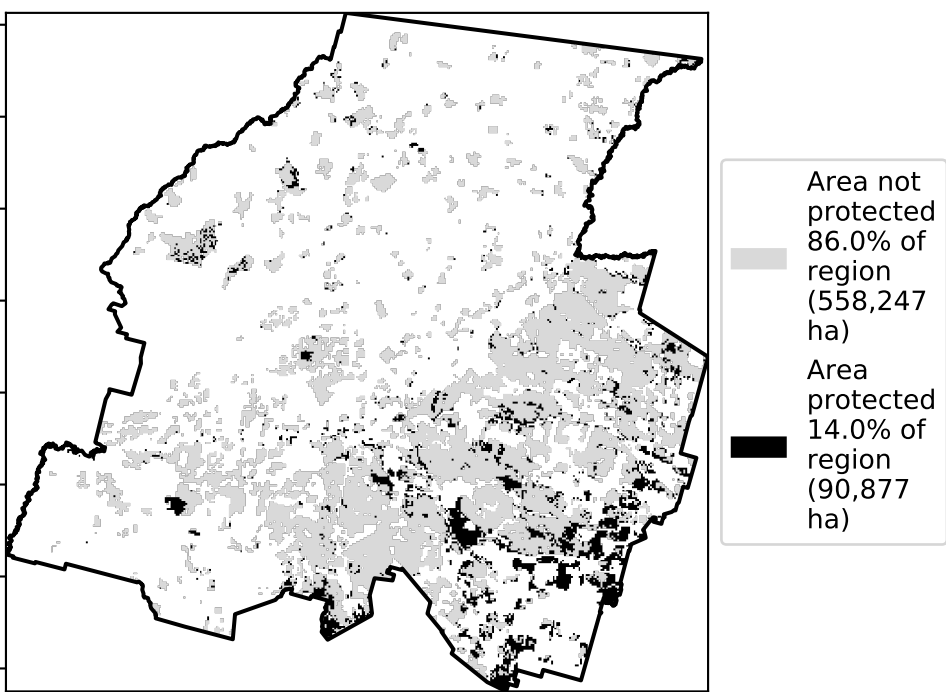 Area not
protected
86.0% of
region
(558,247
ha)
Area
protected
14.0% of
region
(90,877
ha)